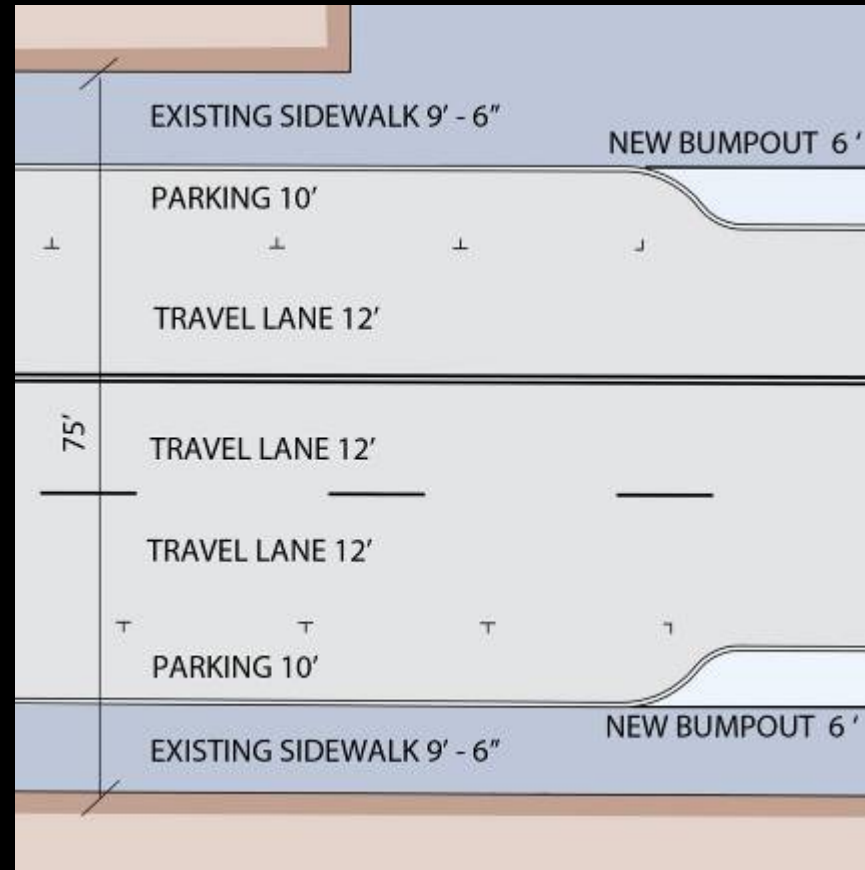 EXISTING SIDEWALK 9' - 6"
NEW BUMPOUT 6 '
PARKING 10'
TRAVEL LANE 12'
75'
TRAVEL LANE 12'
TRAVEL LANE 12'
PARKING 10'
NEW BUMPOUT 6 '
EXISTING SIDEWALK 9' - 6"